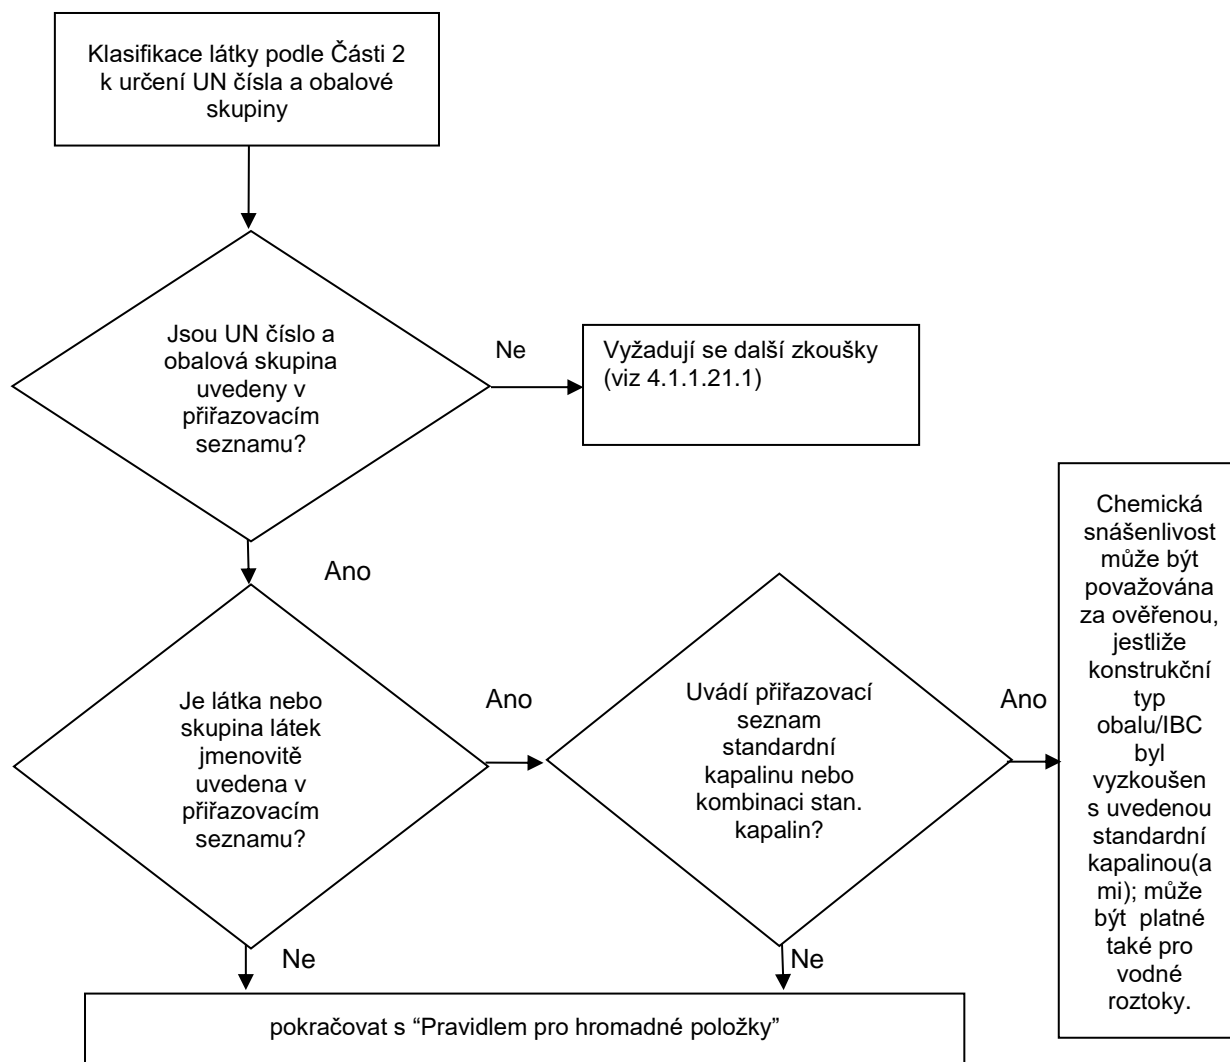 Klasifikace látky podle Části 2
k určení UN čísla a obalové
skupiny
Jsou UN číslo a
obalová skupina
uvedeny v
přiřazovacím
seznamu?
Ne
Vyžadují se další zkoušky
(viz 4.1.1.21.1)
Ano
Je látka nebo
skupina látek
jmenovitě
uvedena v
přiřazovacím
seznamu?
Ano
Uvádí přiřazovací
seznam
standardní
kapalinu nebo
kombinaci stan.
kapalin?
Ano
Chemická
snášenlivost
může být
považována
za ověřenou,
jestliže
konstrukční
typ
obalu/IBC
byl
vyzkoušen
s uvedenou
standardní
kapalinou(a
mi); může
být platné
také pro
vodné
roztoky.
Ne
Ne
pokračovat s “Pravidlem pro hromadné položky”